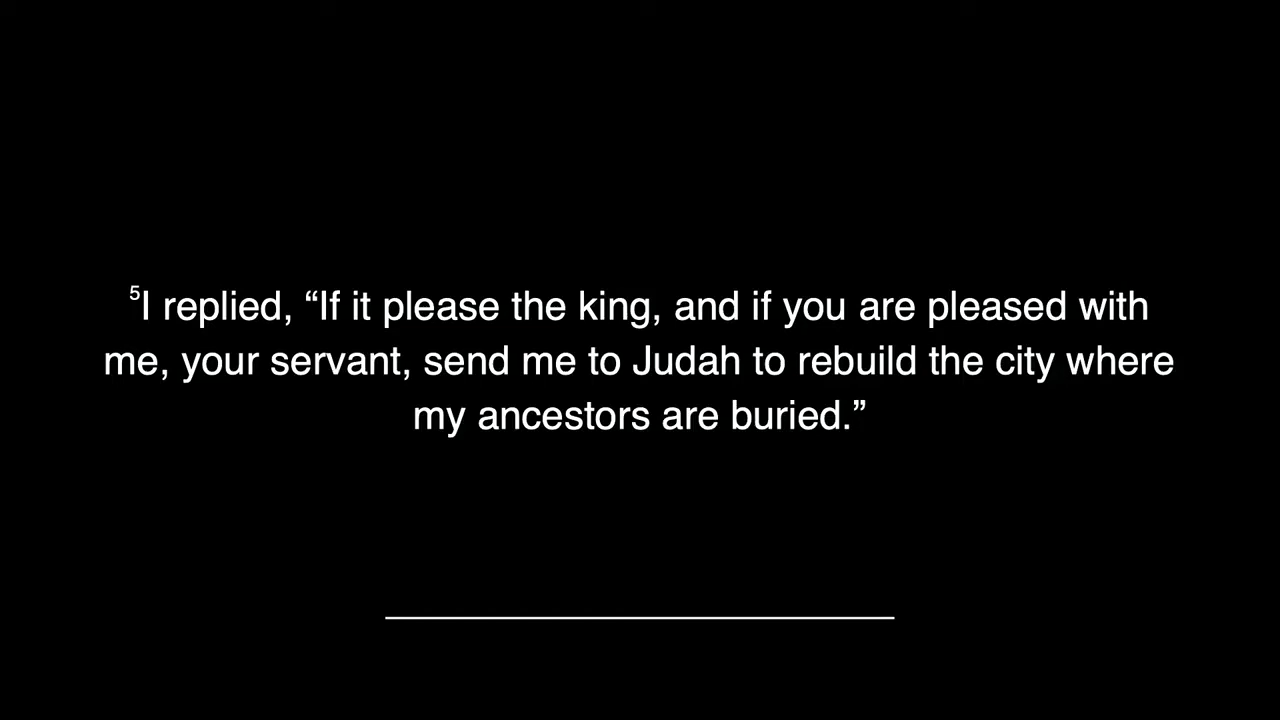 ⁵I replied, “If it please the king, and if you are pleased with
me, your servant, send me to Judah to rebuild the city where
my ancestors are buried.”